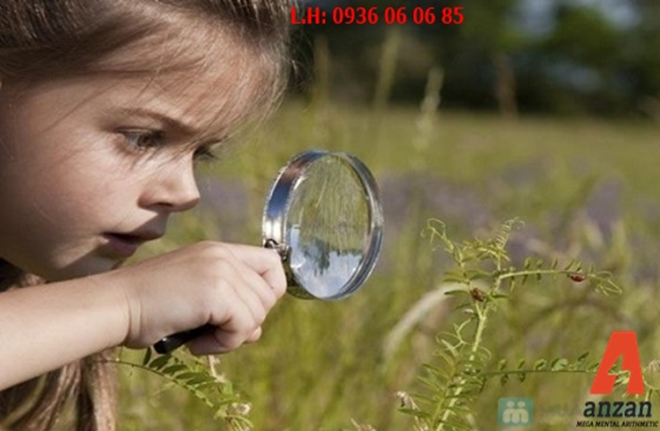 L.H: 0936 06 06 85
A
anzan
MEGA MENTAL ARITHMETIC